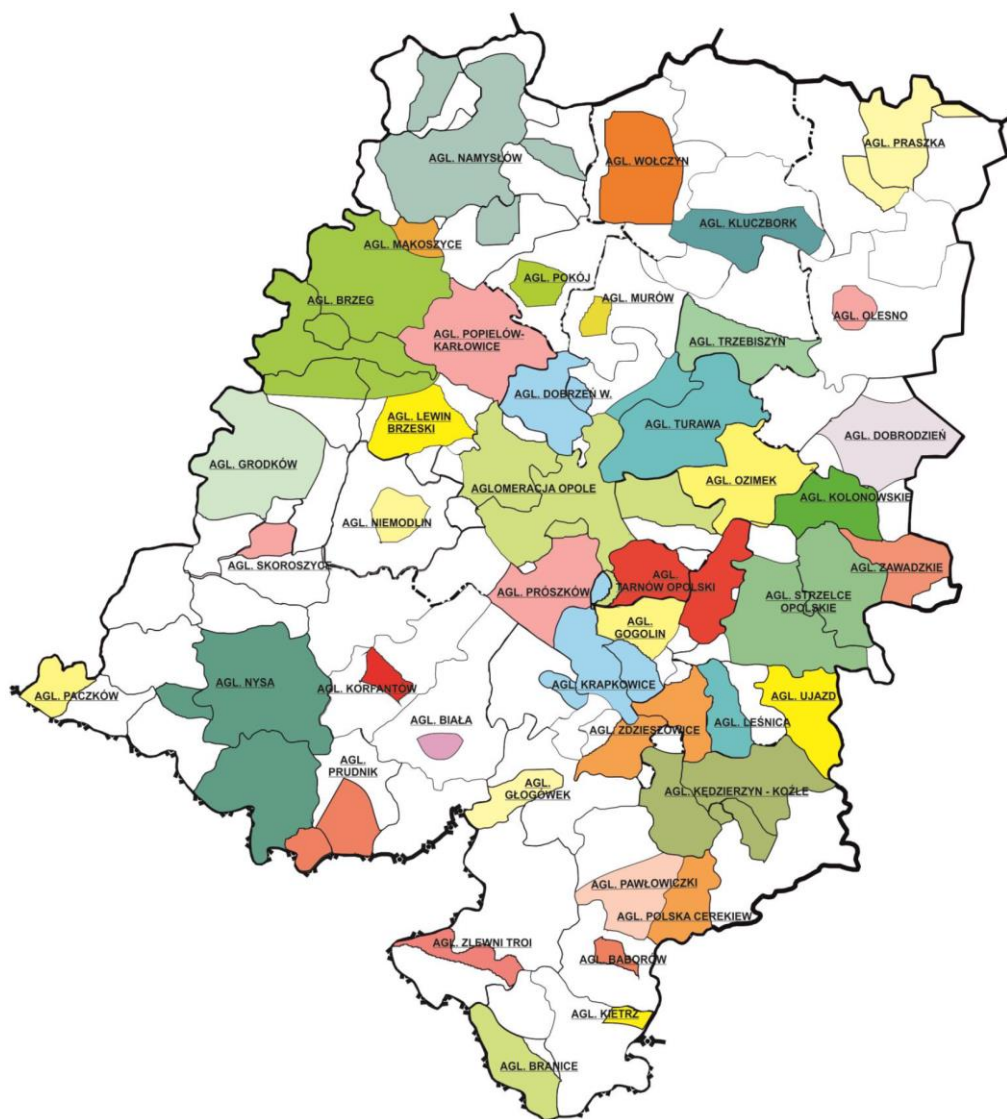 AGL. NAMYSŁÓW
AGL. WOŁCZYN
AGL. PRASZKA
AGL. KLUCZBORK
AGL. MĄKOSZYCE
AGL. POKÓJ
AGL. BRZEG
AGL. MURÓW
AGL. OLESNO
AGL. POPIELÓW-
KARŁOWICE
AGL. TRZEBISZYN
AGL. DOBRZEŃ W.
AGL. LEWIN
BRZESKI
AGL. TURAWA
AGL. DOBRODZIEŃ
AGL. GRODKÓW
AGLOMERACJA OPOLE
AGL. OZIMEK
AGL. KOLONOWSKIE
AGL. NIEMODLIN
AGL. SKOROSZYCE
AGL. ZAWADZKIE
AGL. PRÓSZKÓW
AGL.
TARNÓW OPOLSKI
AGL. STRZELCE
OPOLSKIE
AGL.
GOGOLIN
AGL. PACZKÓW
AGL. NYSA
AGL. KORFANTÓW
AGL. KRAPKOWICE
AGL. UJAZD
AGL. BIAŁA
AGL. ZDZIESZOWICE
AGL. LEŚNICA
AGL.
PRUDNIK
AGL.
GŁOGÓWEK
AGL. KĘDZIERZYN - KOŹLE
AGL. PAWŁOWICZKI
AGL. POLSKA CEREKIEW
AGL. ZLEWNI TROI
AGL. BABORÓW
AGL. KIETRZ
AGL. BRANICE